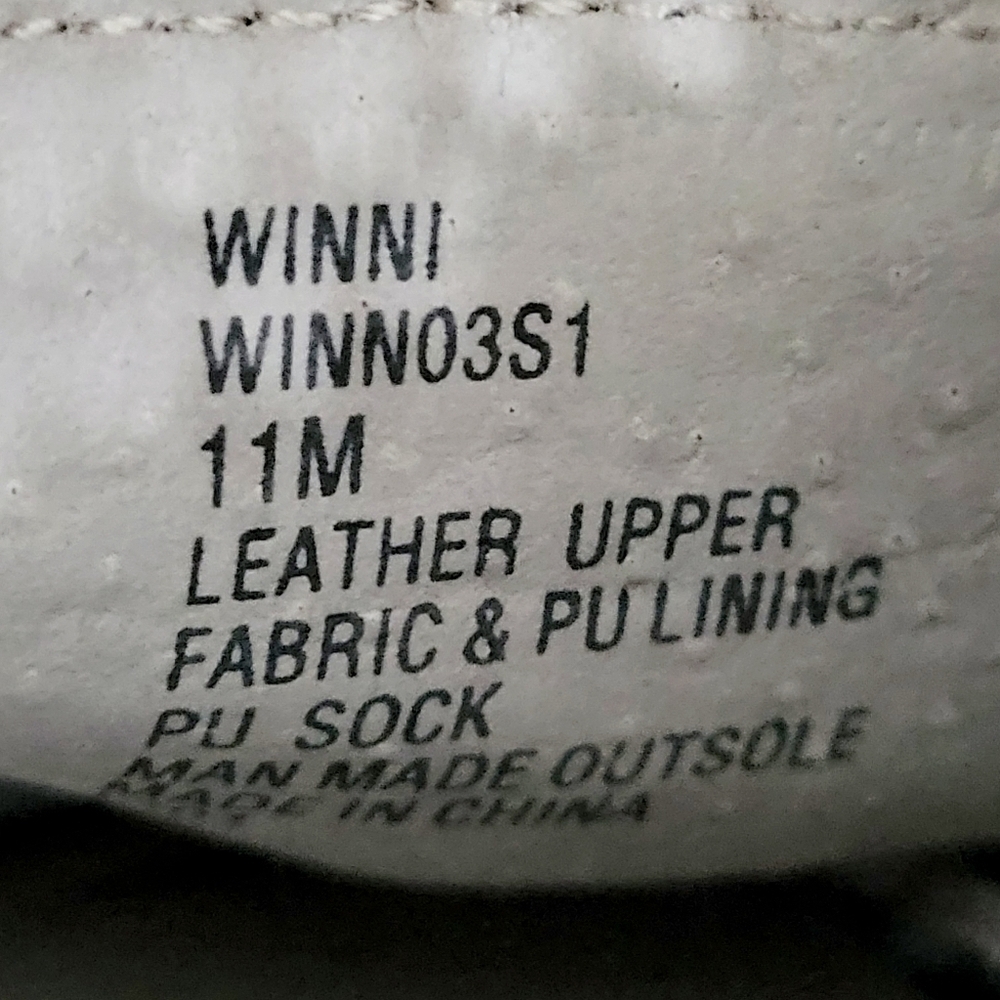 WINNI
WINN03S1
11M
LEATHER UPPER
FABRIC & PU LINING
PU SOCK
MAN MADE OUTSOLE
MADE IN CHINA